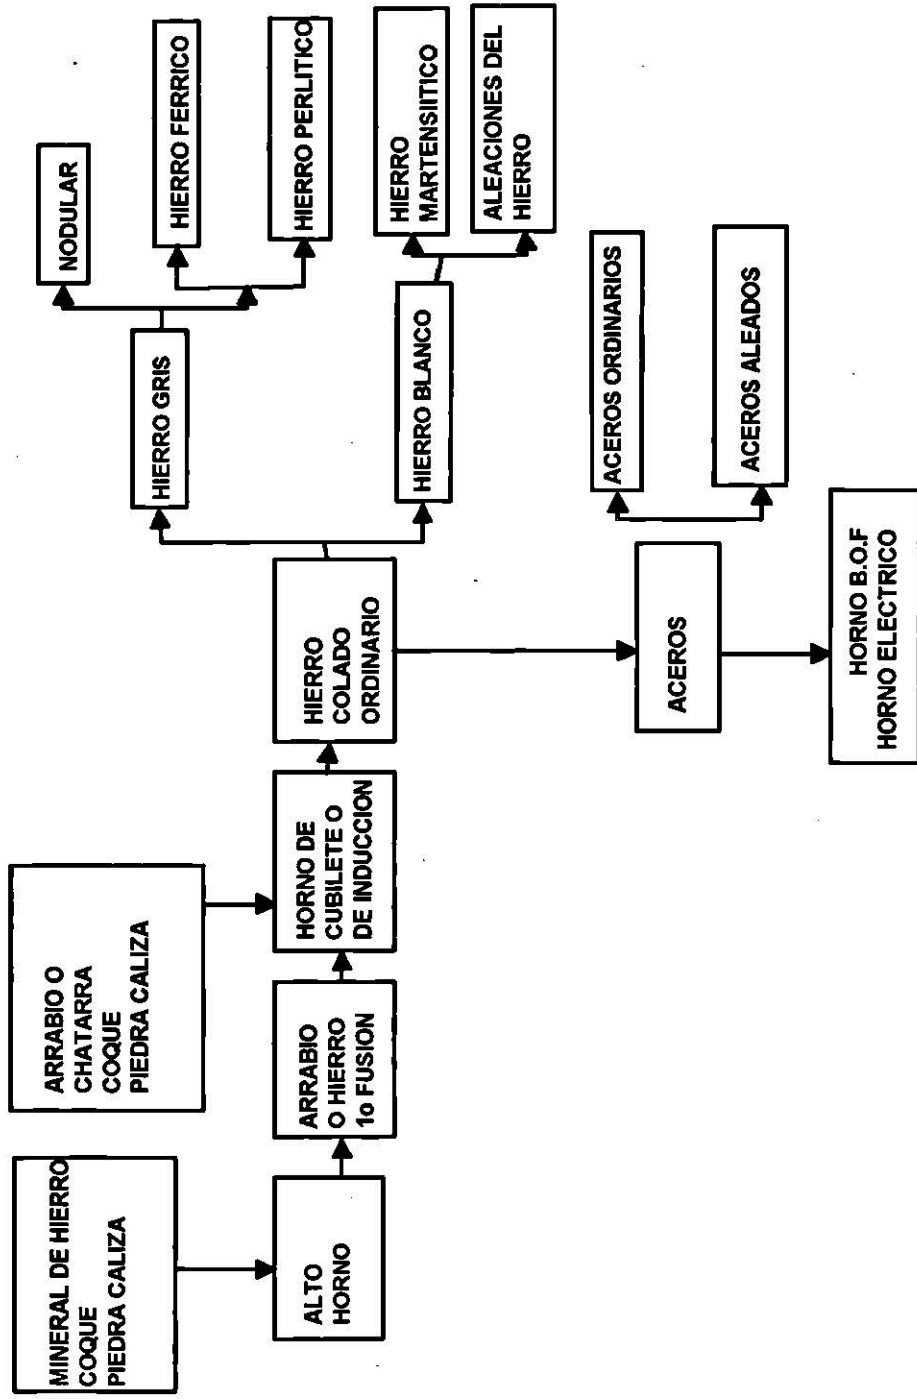 MINERAL DE HIERRO
COQUE
PIEDRA CALIZA
ARRABIO O
CHATARRA
COQUE
PIEDRA CALIZA
ALTO
HORNO
ARRABIO
O HIERRO
1o FUSION
HORNO DE
CUBILETE O
DE INDUCCION
HIERRO
COLADO
ORDINARIO
HIERRO GRIS
NODULAR
HIERRO FERRICO
HIERRO PERLITICO
HIERRO BLANCO
HIERRO
MARTENSIITICO
ALEACIONES DEL
HIERRO
ACEROS
ACEROS ORDINARIOS
ACEROS ALEADOS
HORNO B.O.F
HORNO ELECTRICO